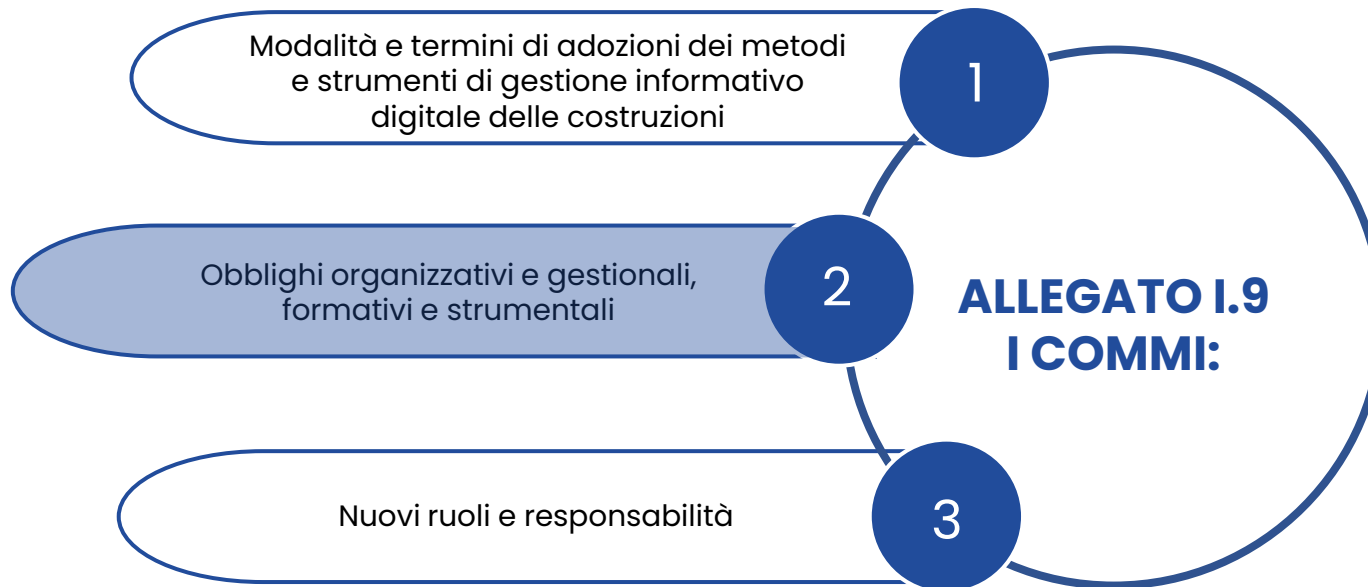 Modalità e termini di adozioni dei metodi
e strumenti di gestione informativo
digitale delle costruzioni
1
Obblighi organizzativi e gestionali,
formativi e strumentali
2
ALLEGATO I.9
I COMMI:
Nuovi ruoli e responsabilità
3